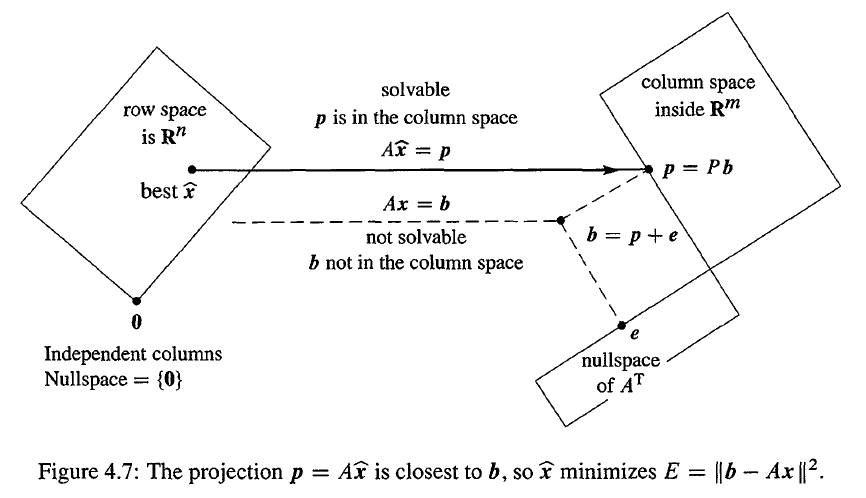 row space
is Rⁿ
best x̂
0
Independent columns
Nullspace = {0}
solvable
p is in the column space
Ax̂ = p
Ax = b
not solvable
b not in the column space
column space
inside Rᵐ
p = Pb
b = p + e
e
nullspace
of Aᵀ
Figure 4.7: The projection p = Ax̂ is closest to b, so x̂ minimizes E = ‖b − Ax‖².